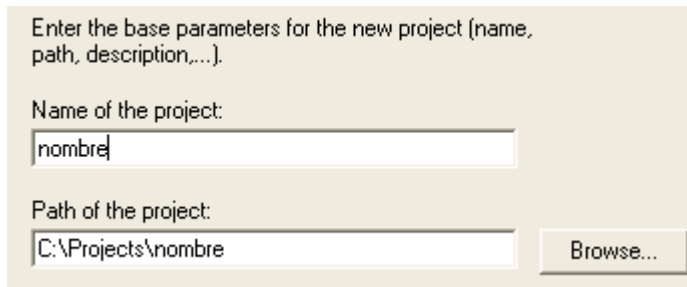 Enter the base parameters for the new project (name,
path, description,...).
Name of the project:
nombre
Path of the project:
C:\Projects\nombre
Browse...